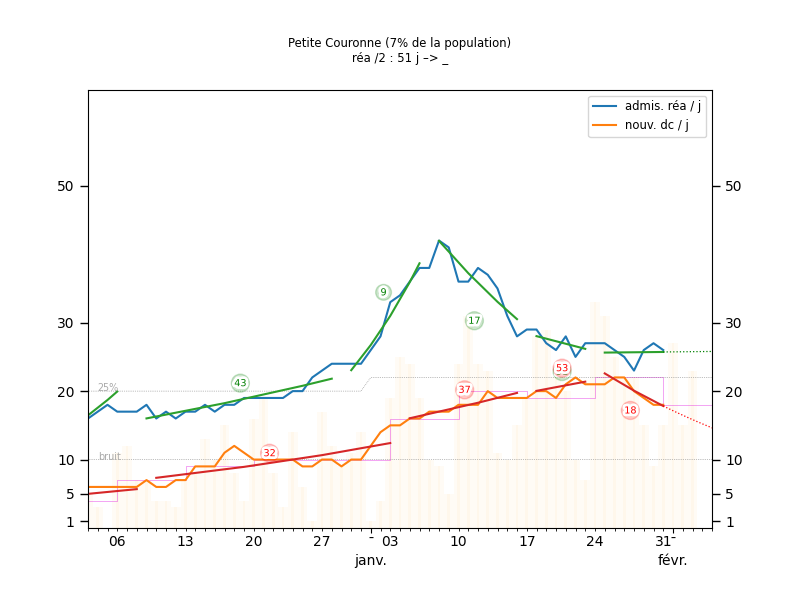 Petite Couronne (7% de la population)
réa /2 : 51 j –> _
admis. réa / j
nouv. dc / j
50 50
30 30
20 20
10 10
5 5
1 1
25%
bruit
9
43
17
53
37
32
18
06 13 20 27 - 03 10 17 24 31-
janv. févr.